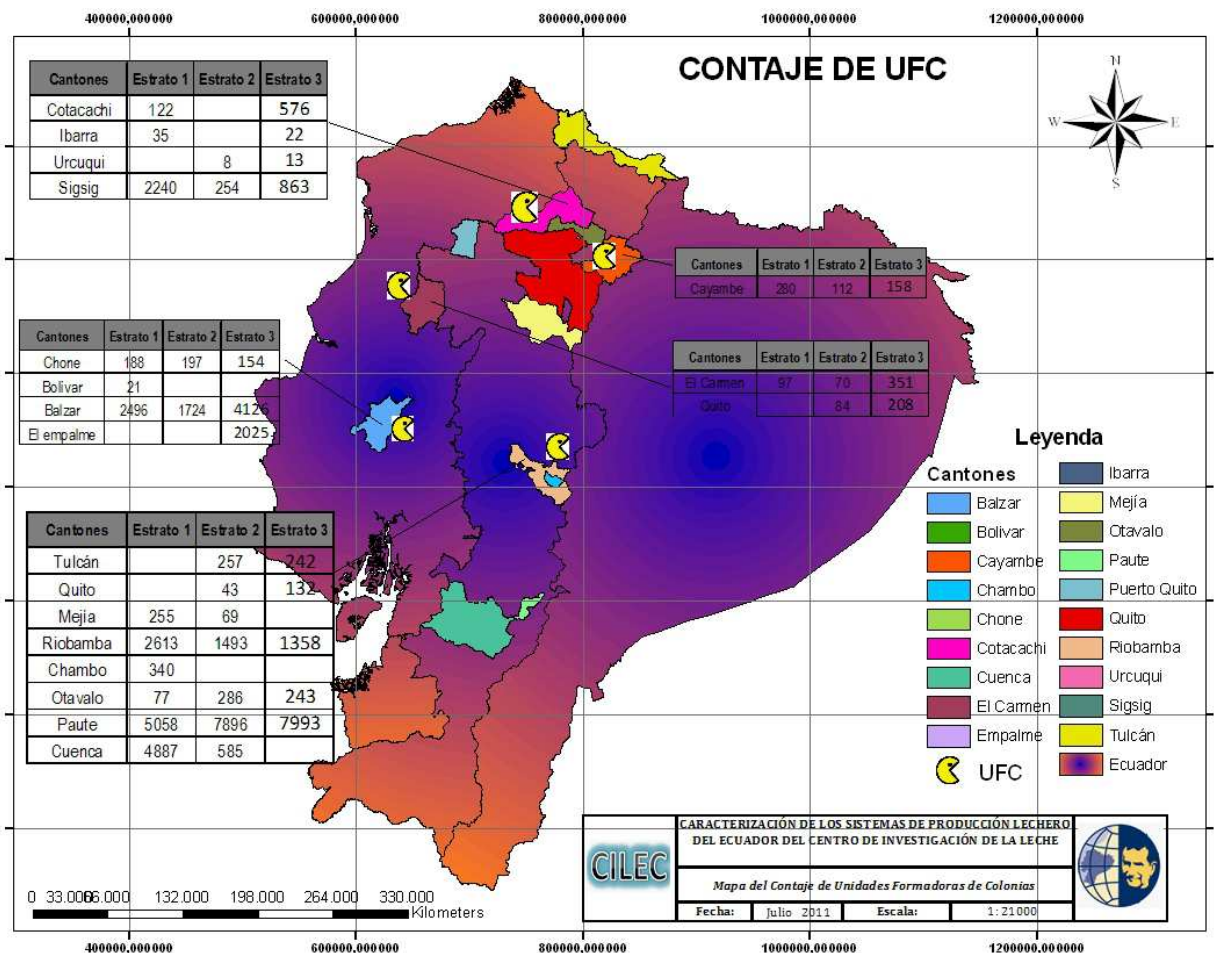 400000,000000 600000,000000 800000,000000 1000000,000000 1200000,000000
CONTAJE DE UFC
N
W E
S
Cantones Estrato 1 Estrato 2 Estrato 3
Cotacachi 122 576
Ibarra 35 22
Urcuqui 8 13
Sigsig 2240 254 863
Cantones Estrato 1 Estrato 2 Estrato 3
Cayambe 280 112 158
Cantones Estrato 1 Estrato 2 Estrato 3
Chone 188 197 154
Bolivar 21
Balzar 2496 1724 4126
El empalme 2025
Cantones Estrato 1 Estrato 2 Estrato 3
El Carmen 97 70 351
Quito 84 208
Cantones Estrato 1 Estrato 2 Estrato 3
Tulcán 257 242
Quito 43 132
Mejia 255 69
Riobamba 2613 1493 1358
Chambo 340
Otavalo 77 286 243
Paute 5058 7896 7993
Cuenca 4887 585
Leyenda
Cantones
Balzar
Bolivar
Cayambe
Chambo
Chone
Cotacachi
Cuenca
El Carmen
Empalme
UFC
Ibarra
Mejía
Otavalo
Paute
Puerto Quito
Quito
Riobamba
Urcuqui
Sigsig
Tulcán
Ecuador
CILEC
CARACTERIZACIÓN DE LOS SISTEMAS DE PRODUCCIÓN LECHERO
DEL ECUADOR DEL CENTRO DE INVESTIGACIÓN DE LA LECHE
Mapa del Contaje de Unidades Formadoras de Colonias
Fecha: Julio 2011 Escala: 1: 21000
0 33.000 66.000 132.000 198.000 264.000 330.000
Kilometers
400000,000000 600000,000000 800000,000000 1000000,000000 1200000,000000